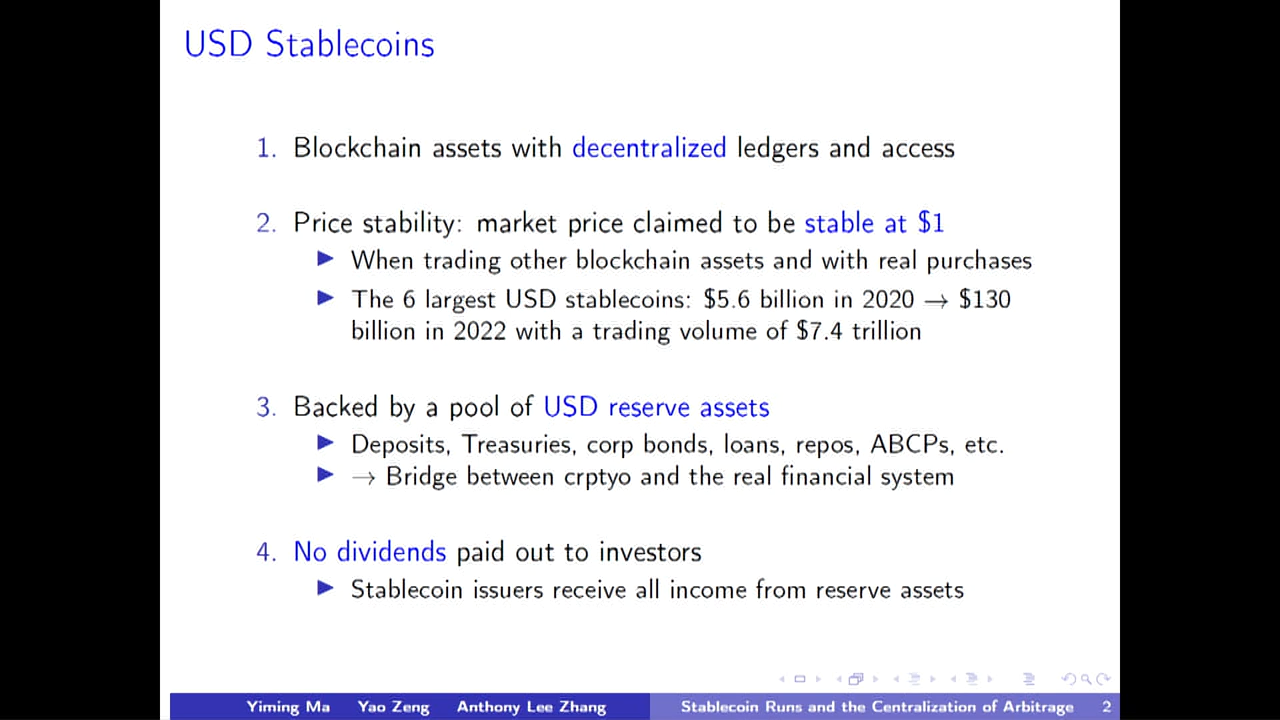 USD Stablecoins
1. Blockchain assets with decentralized ledgers and access
2. Price stability: market price claimed to be stable at $1
▶ When trading other blockchain assets and with real purchases
▶ The 6 largest USD stablecoins: $5.6 billion in 2020 → $130
billion in 2022 with a trading volume of $7.4 trillion
3. Backed by a pool of USD reserve assets
▶ Deposits, Treasuries, corp bonds, loans, repos, ABCPs, etc.
▶ → Bridge between crptyo and the real financial system
4. No dividends paid out to investors
▶ Stablecoin issuers receive all income from reserve assets
Yiming Ma Yao Zeng Anthony Lee Zhang Stablecoin Runs and the Centralization of Arbitrage 2